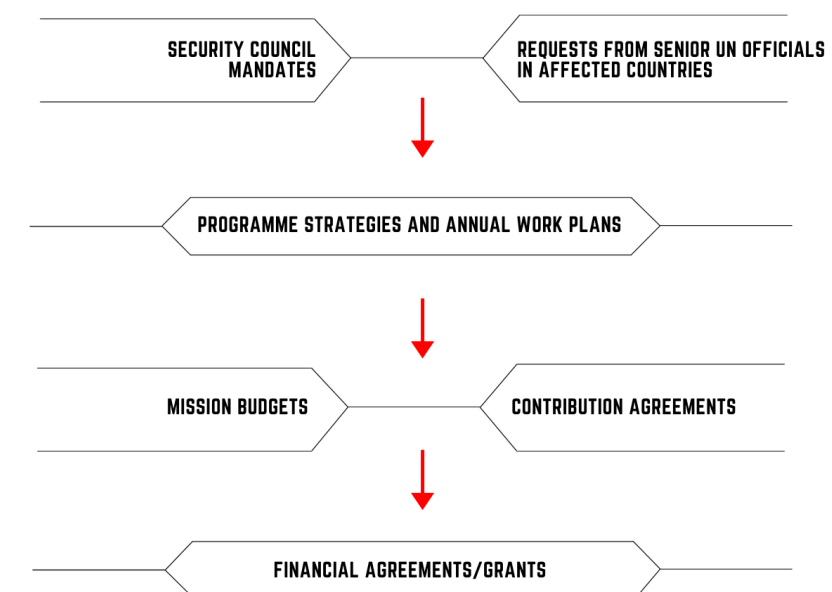 SECURITY COUNCIL
MANDATES
REQUESTS FROM SENIOR UN OFFICIALS
IN AFFECTED COUNTRIES
PROGRAMME STRATEGIES AND ANNUAL WORK PLANS
MISSION BUDGETS
CONTRIBUTION AGREEMENTS
FINANCIAL AGREEMENTS/GRANTS